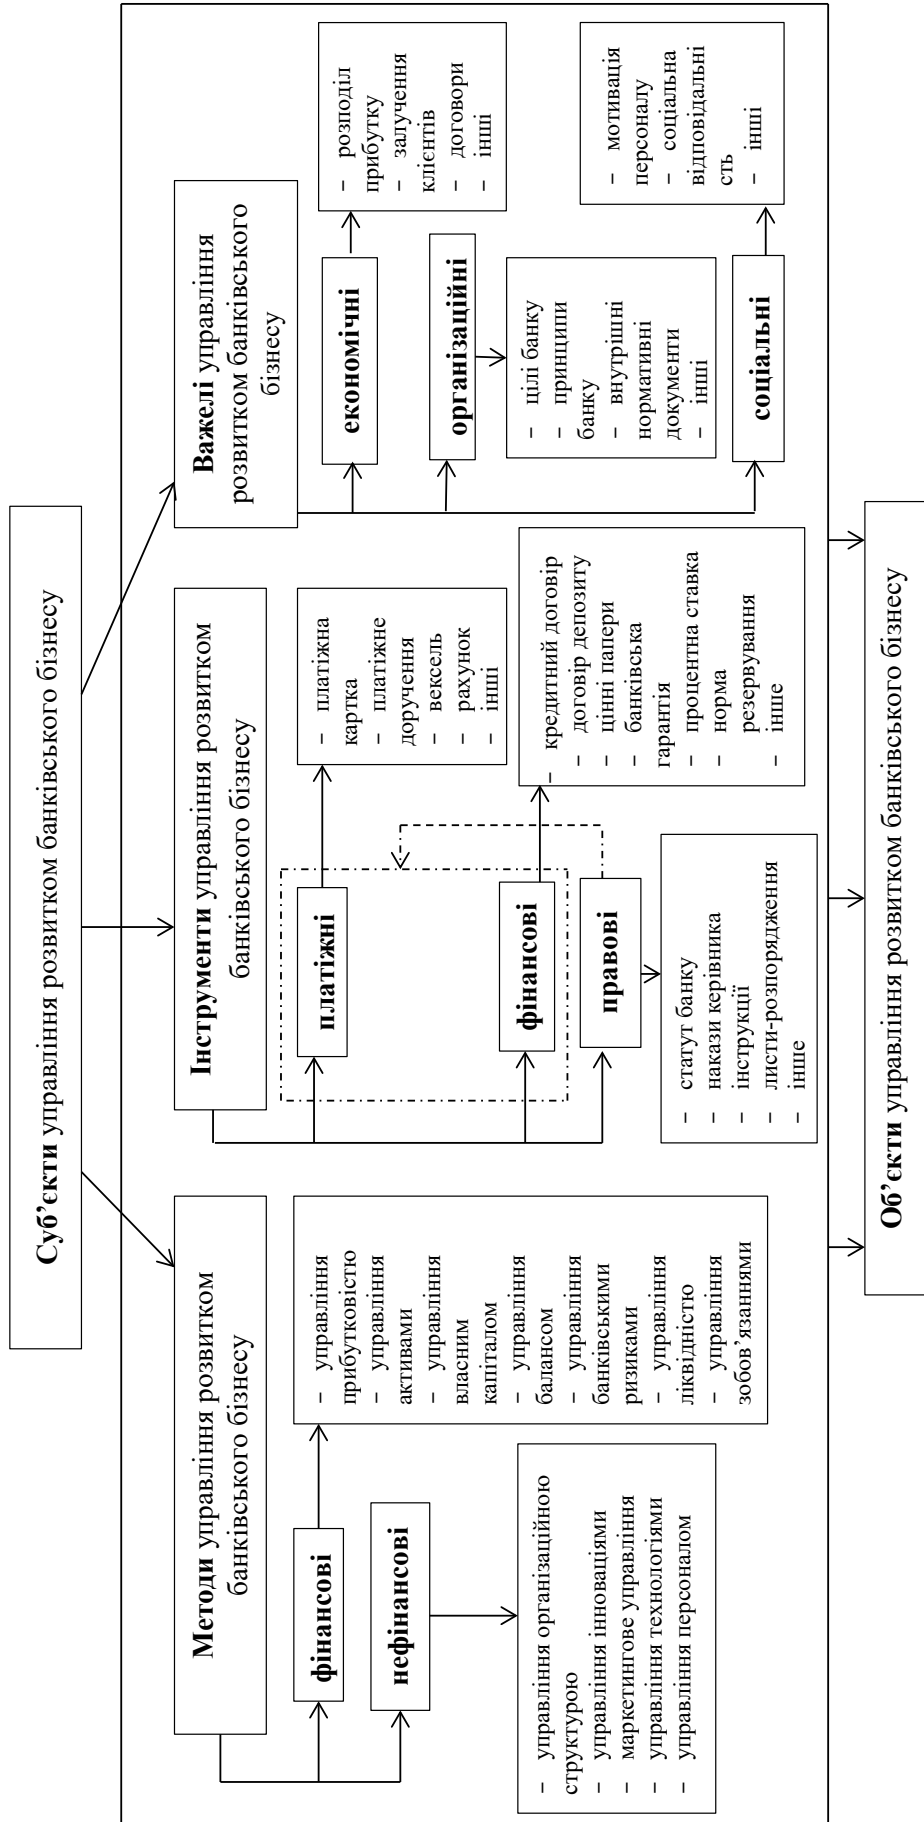 Суб’єкти управління розвитком банківського бізнесу
Методи управління розвитком
банківського бізнесу
фінансові
– управління
прибутковістю
– управління
активами
– управління
власним
капіталом
– управління
балансом
– управління
банківськими
ризиками
– управління
ліквідністю
– управління
зобов’язаннями
нефінансові
– управління організаційною
структурою
– управління інноваціями
– маркетингове управління
– управління технологіями
– управління персоналом
Інструменти управління розвитком
банківського бізнесу
платіжні
– платіжна
картка
– платіжне
доручення
– вексель
– рахунок
– інші
фінансові
– кредитний договір
– договір депозиту
– цінні папери
– банківська
гарантія
– процентна ставка
– норма
резервування
– інше
правові
– статут банку
– накази керівника
– інструкції
– листи-розпорядження
– інше
Важелі управління
розвитком банківського
бізнесу
економічні
– розподіл
прибутку
– залучення
клієнтів
– договори
– інші
організаційні
– цілі банку
– принципи
банку
– внутрішні
нормативні
документи
– інші
соціальні
– мотивація
персоналу
– соціальна
відповідальні
сть
– інші
Об’єкти управління розвитком банківського бізнесу